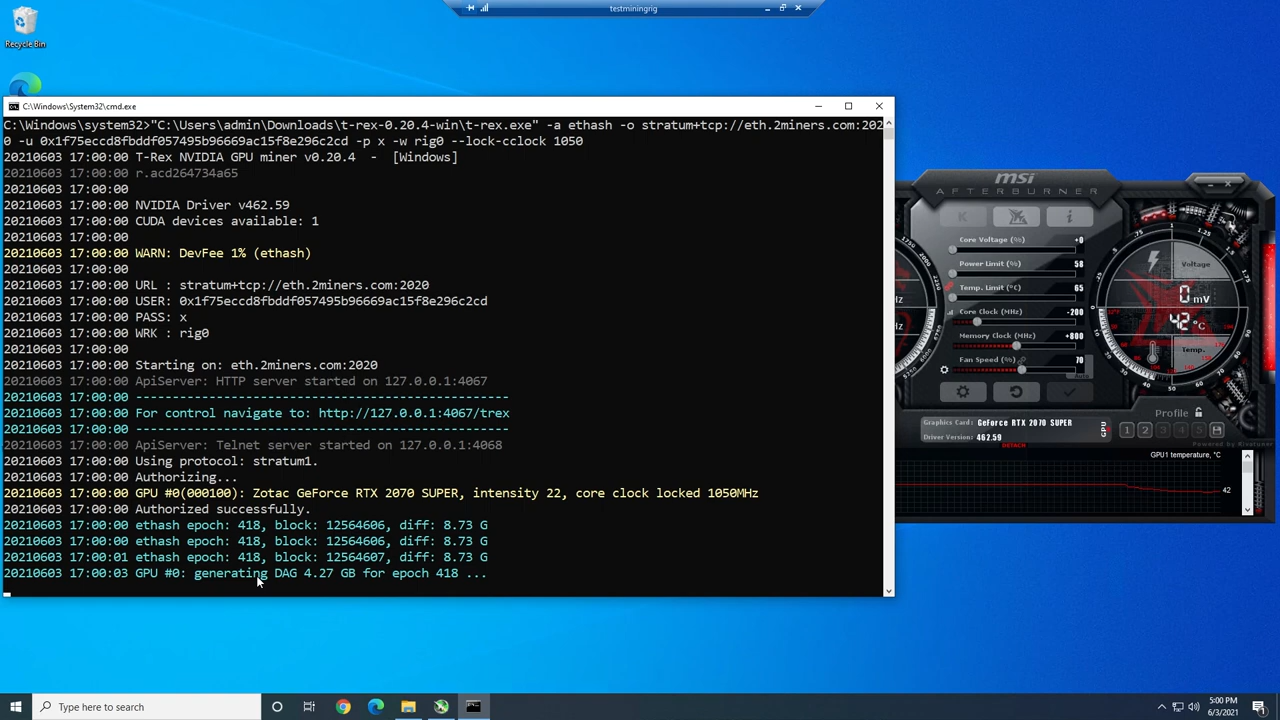 testminingrig
Recycle Bin
C:\Windows\System32\cmd.exe
C:\Windows\system32>"C:\Users\admin\Downloads\t-rex-0.20.4-win\t-rex.exe" -a ethash -o stratum+tcp://eth.2miners.com:202
0 -u 0x1f75eccd8fbddf057495b96669ac15f8e296c2cd -p x -w rig0 --lock-cclock 1050
20210603 17:00:00 T-Rex NVIDIA GPU miner v0.20.4  -  [Windows]
20210603 17:00:00 r.acd264734a65
20210603 17:00:00
20210603 17:00:00 NVIDIA Driver v462.59
20210603 17:00:00 CUDA devices available: 1
20210603 17:00:00
20210603 17:00:00 WARN: DevFee 1% (ethash)
20210603 17:00:00
20210603 17:00:00 URL : stratum+tcp://eth.2miners.com:2020
20210603 17:00:00 USER: 0x1f75eccd8fbddf057495b96669ac15f8e296c2cd
20210603 17:00:00 PASS: x
20210603 17:00:00 WRK : rig0
20210603 17:00:00
20210603 17:00:00 Starting on: eth.2miners.com:2020
20210603 17:00:00 ApiServer: HTTP server started on 127.0.0.1:4067
20210603 17:00:00 ---------------------------------------------------
20210603 17:00:00 For control navigate to: http://127.0.0.1:4067/trex
20210603 17:00:00 ---------------------------------------------------
20210603 17:00:00 ApiServer: Telnet server started on 127.0.0.1:4068
20210603 17:00:00 Using protocol: stratum1.
20210603 17:00:00 Authorizing...
20210603 17:00:00 GPU #0(000100): Zotac GeForce RTX 2070 SUPER, intensity 22, core clock locked 1050MHz
20210603 17:00:00 Authorized successfully.
20210603 17:00:00 ethash epoch: 418, block: 12564606, diff: 8.73 G
20210603 17:00:00 ethash epoch: 418, block: 12564606, diff: 8.73 G
20210603 17:00:01 ethash epoch: 418, block: 12564607, diff: 8.73 G
20210603 17:00:03 GPU #0: generating DAG 4.27 GB for epoch 418 ...
msi
AFTERBURNER
K
i
Core Voltage (%) +0
Power Limit (%) 58
Temp. Limit (°C) 65
Core Clock (MHz) -200
Memory Clock (MHz) +800
Fan Speed (%) 70
Auto
Voltage
0 mV
42 °C
Temp.
Profile
1 2 3 4 5
Graphics Card: GeForce RTX 2070 SUPER
Driver Version: 462.59
GPU
DETACH
GPU1 temperature, °C
42
Type here to search
5:00 PM
6/3/2021